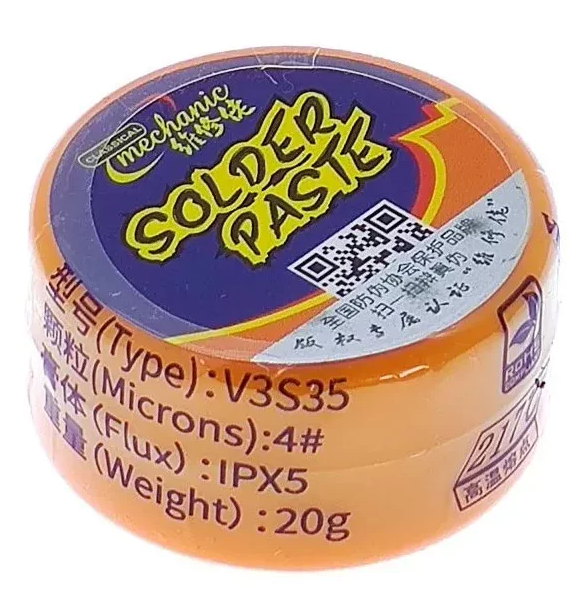 CLASSICAL
mechanic
维修佬
SOLDER
PASTE
全国防伪协会保护品牌
扫一扫辨真伪
版权专属 认证"维修佬"
型号(Type):V3S35
颗粒(Microns):4#
膏体(Flux):IPX5
重量(Weight):20g
ROHS
217℃
高温熔点